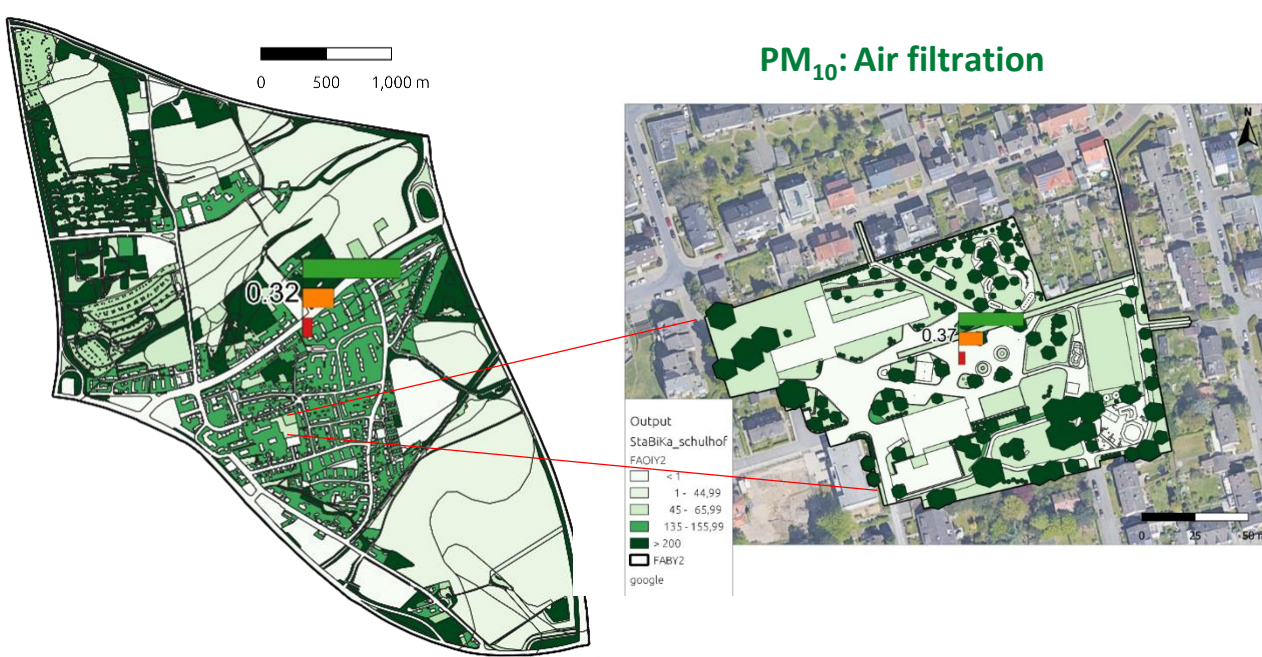 PM10: Air filtration
0 500 1,000 m
0.32
N
0.37
Output
StaBiKa_schulhof
FAOIY2
< 1
1 - 44,99
45 - 65,99
135 - 155,99
> 200
FABY2
google
0 25 50 m